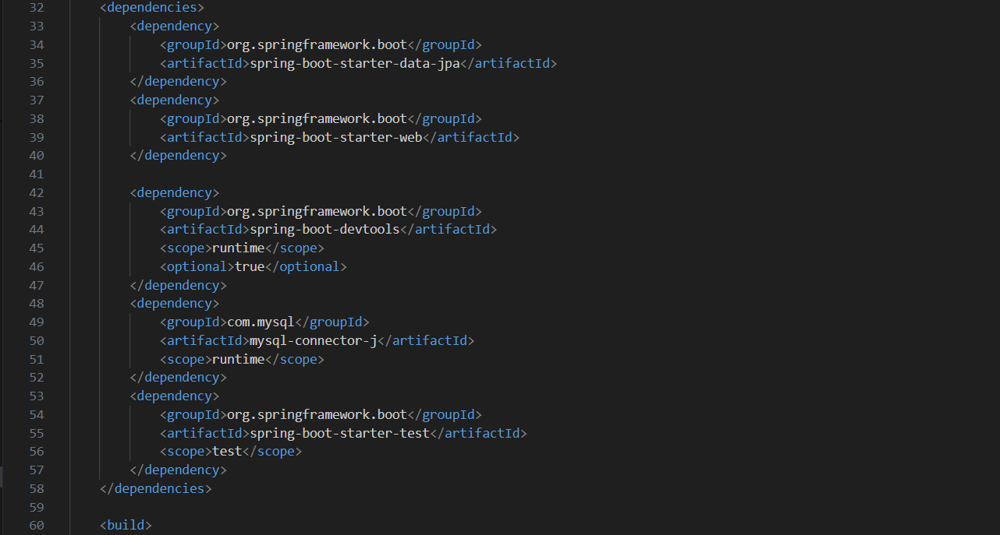 32 <dependencies>
33 <dependency>
34 <groupId>org.springframework.boot</groupId>
35 <artifactId>spring-boot-starter-data-jpa</artifactId>
36 </dependency>
37 <dependency>
38 <groupId>org.springframework.boot</groupId>
39 <artifactId>spring-boot-starter-web</artifactId>
40 </dependency>
41
42 <dependency>
43 <groupId>org.springframework.boot</groupId>
44 <artifactId>spring-boot-devtools</artifactId>
45 <scope>runtime</scope>
46 <optional>true</optional>
47 </dependency>
48 <dependency>
49 <groupId>com.mysql</groupId>
50 <artifactId>mysql-connector-j</artifactId>
51 <scope>runtime</scope>
52 </dependency>
53 <dependency>
54 <groupId>org.springframework.boot</groupId>
55 <artifactId>spring-boot-starter-test</artifactId>
56 <scope>test</scope>
57 </dependency>
58 </dependencies>
59
60 <build>